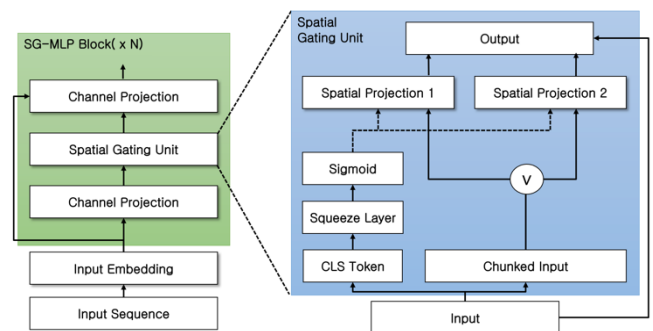 SG-MLP Block( x N)
Channel Projection
Spatial Gating Unit
Channel Projection
Input Embedding
Input Sequence
Spatial
Gating Unit
Output
Spatial Projection 1
Spatial Projection 2
Sigmoid
V
Squeeze Layer
CLS Token
Chunked Input
Input